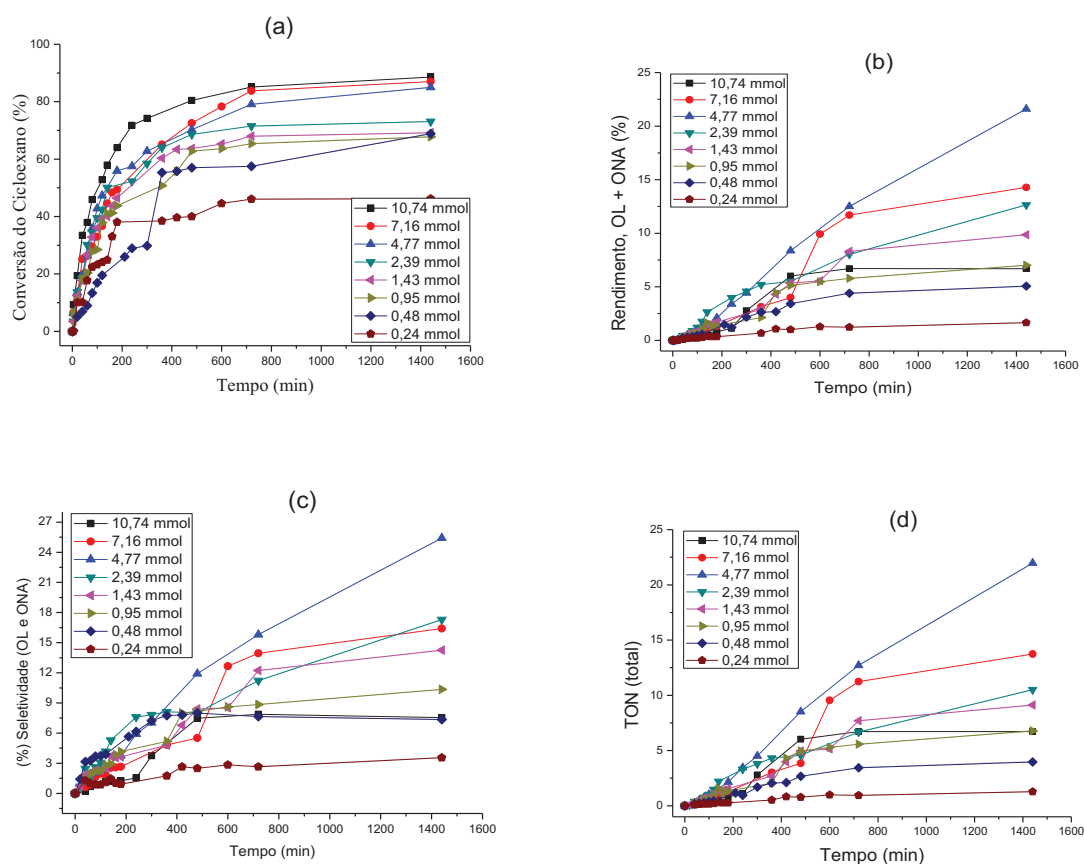 (a)
Conversão do Cicloexano (%)
100
80
60
40
20
0
10,74 mmol
7,16 mmol
4,77 mmol
2,39 mmol
1,43 mmol
0,95 mmol
0,48 mmol
0,24 mmol
0 200 400 600 800 1000 1200 1400 1600
Tempo (min)
(b)
Rendimento, OL + ONA (%)
25
20
15
10
5
0
10,74 mmol
7,16 mmol
4,77 mmol
2,39 mmol
1,43 mmol
0,95 mmol
0,48 mmol
0,24 mmol
0 200 400 600 800 1000 1200 1400 1600
Tempo (min)
(c)
(%) Seletividade (OL e ONA)
27
24
21
18
15
12
9
6
3
0
10,74 mmol
7,16 mmol
4,77 mmol
2,39 mmol
1,43 mmol
0,95 mmol
0,48 mmol
0,24 mmol
0 200 400 600 800 1000 1200 1400 1600
Tempo (min)
(d)
TON (total)
25
20
15
10
5
0
10,74 mmol
7,16 mmol
4,77 mmol
2,39 mmol
1,43 mmol
0,95 mmol
0,48 mmol
0,24 mmol
0 200 400 600 800 1000 1200 1400 1600
Tempo (min)